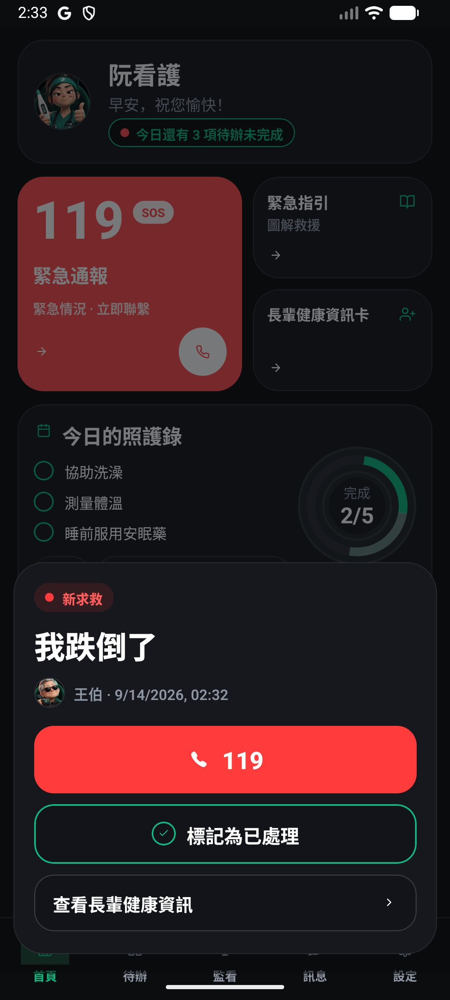 2:33
阮看護
早安，祝您愉快！
今日還有 3 項待辦未完成
119 SOS
緊急通報
緊急情況 · 立即聯繫
緊急指引
圖解救援
長輩健康資訊卡
今日的照護錄
協助洗澡
測量體溫
睡前服用安眠藥
完成
2/5
新求救
我跌倒了
王伯 · 9/14/2026, 02:32
119
標記為已處理
查看長輩健康資訊
首頁 待辦 監看 訊息 設定